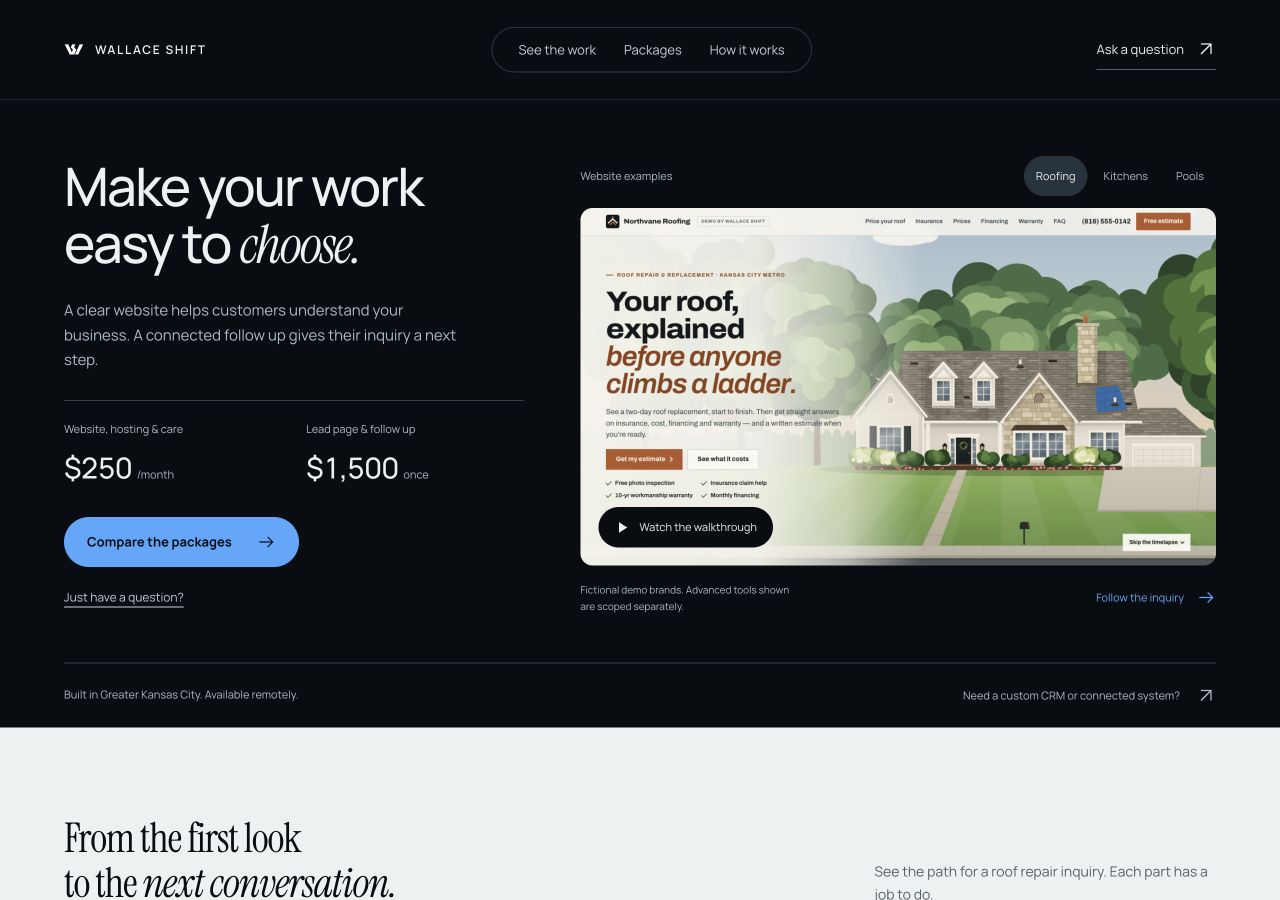 WALLACE SHIFT
See the work
Packages
How it works
Ask a question
Make your work
easy to choose.
A clear website helps customers understand your
business. A connected follow up gives their inquiry a next
step.
Website, hosting & care
$250 /month
Lead page & follow up
$1,500 once
Compare the packages
Just have a question?
Website examples
Roofing
Kitchens
Pools
Northvane Roofing
DEMO BY WALLACE SHIFT
Price your roof
Insurance
Prices
Financing
Warranty
FAQ
(816) 555-0142
Free estimate
— ROOF REPAIR & REPLACEMENT · KANSAS CITY METRO
Your roof,
explained
before anyone
climbs a ladder.
See a two-day roof replacement, start to finish. Then get straight answers
on insurance, cost, financing and warranty — and a written estimate when
you're ready.
Get my estimate
See what it costs
Free photo inspection
Insurance claim help
10-yr workmanship warranty
Monthly financing
Watch the walkthrough
Skip the timelapse
Fictional demo brands. Advanced tools shown
are scoped separately.
Follow the inquiry
Built in Greater Kansas City. Available remotely.
Need a custom CRM or connected system?
From the first look
to the next conversation.
See the path for a roof repair inquiry. Each part has a
job to do.